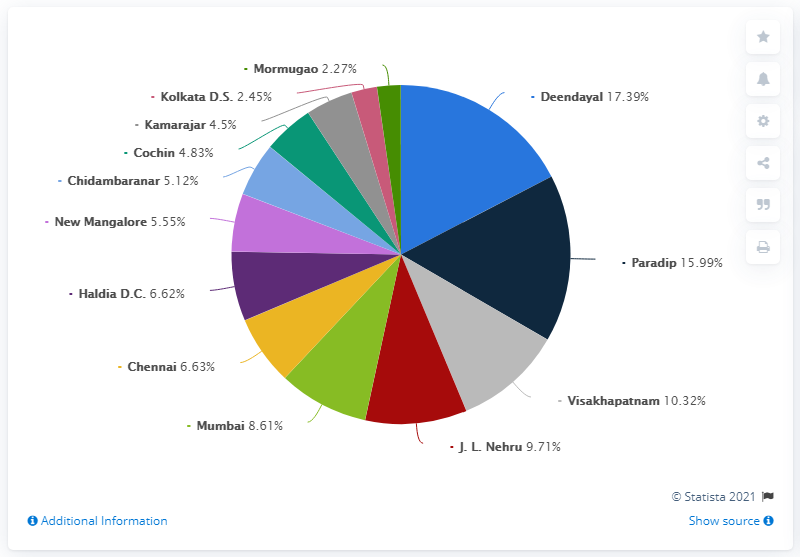 Mormugao 2.27%
Kolkata D.S. 2.45%
Kamarajar 4.5%
Cochin 4.83%
Chidambaranar 5.12%
New Mangalore 5.55%
Haldia D.C. 6.62%
Chennai 6.63%
Mumbai 8.61%
Deendayal 17.39%
Paradip 15.99%
Visakhapatnam 10.32%
J. L. Nehru 9.71%
© Statista 2021
Additional Information
Show source